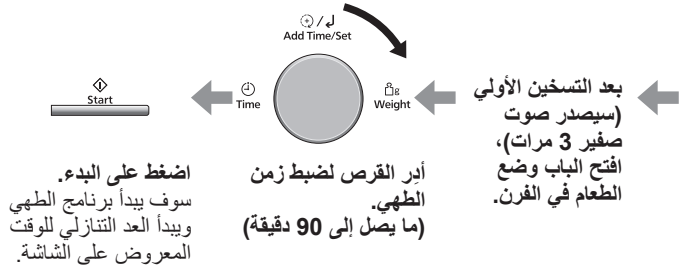 بعد التسخين الأولي
(سيصدر صوت
صفير 3 مرات)،
افتح الباب وضع
الطعام في الفرن.
Add Time/Set
Time
Weight
أدِر القرص لضبط زمن
الطهي.
(ما يصل إلى 90 دقيقة)
Start
اضغط على البدء.
سوف يبدأ برنامج الطهي
ويبدأ العد التنازلي للوقت
المعروض على الشاشة.